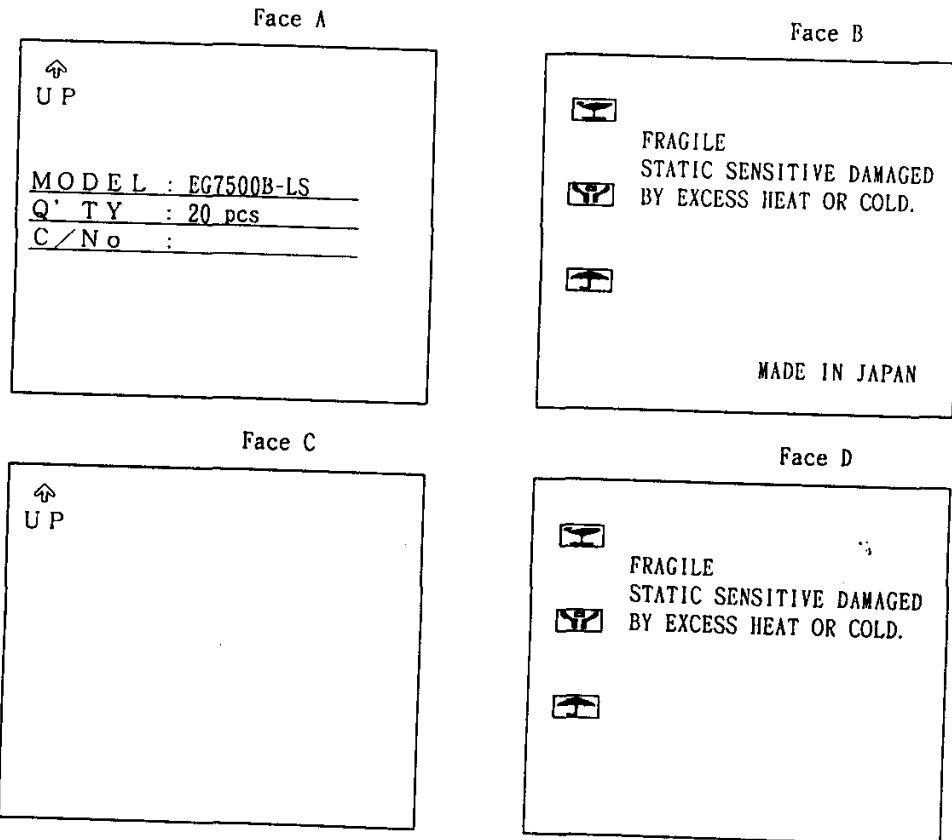 Face A
UP
MODEL : EG7500B-LS
Q'TY : 20 pcs
C/No :
Face B
FRAGILE
STATIC SENSITIVE DAMAGED
BY EXCESS HEAT OR COLD.
MADE IN JAPAN
Face C
UP
Face D
FRAGILE
STATIC SENSITIVE DAMAGED
BY EXCESS HEAT OR COLD.